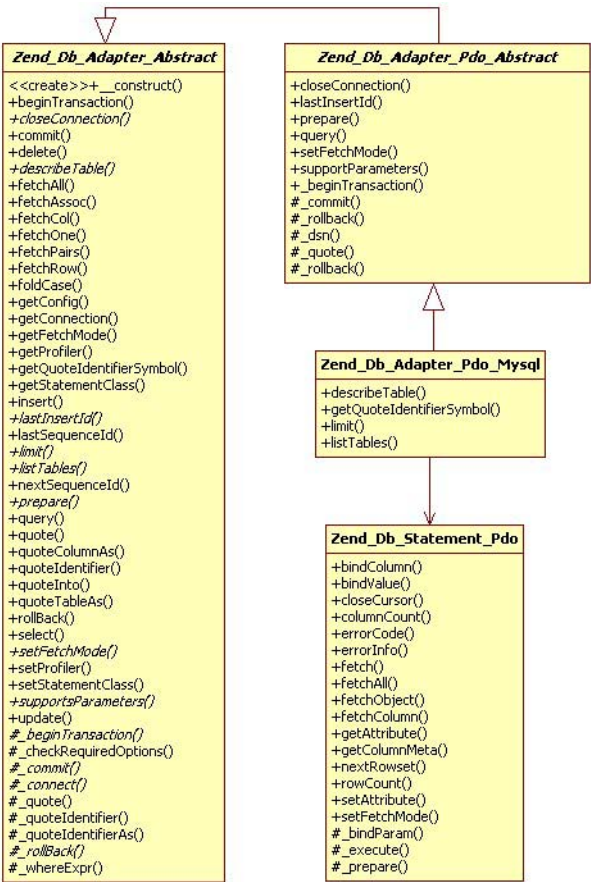 Zend_Db_Adapter_Abstract
<<create>>+__construct()
+beginTransaction()
+closeConnection()
+commit()
+delete()
+describeTable()
+fetchAll()
+fetchAssoc()
+fetchCol()
+fetchOne()
+fetchPairs()
+fetchRow()
+foldCase()
+getConfig()
+getConnection()
+getFetchMode()
+getProfiler()
+getQuoteIdentifierSymbol()
+getStatementClass()
+insert()
+lastInsertId()
+lastSequenceId()
+limit()
+listTables()
+nextSequenceId()
+prepare()
+query()
+quote()
+quoteColumnAs()
+quoteIdentifier()
+quoteInto()
+quoteTableAs()
+rollBack()
+select()
+setFetchMode()
+setProfiler()
+setStatementClass()
+supportsParameters()
+update()
#_beginTransaction()
#_checkRequiredOptions()
#_commit()
#_connect()
#_quote()
#_quoteIdentifier()
#_quoteIdentifierAs()
#_rollBack()
#_whereExpr()
Zend_Db_Adapter_Pdo_Abstract
+closeConnection()
+lastInsertId()
+prepare()
+query()
+setFetchMode()
+supportParameters()
+_beginTransaction()
#_commit()
#_rollback()
#_dsn()
#_quote()
#_rollback()
Zend_Db_Adapter_Pdo_Mysql
+describeTable()
+getQuoteIdentifierSymbol()
+limit()
+listTables()
Zend_Db_Statement_Pdo
+bindColumn()
+bindValue()
+closeCursor()
+columnCount()
+errorCode()
+errorInfo()
+fetch()
+fetchAll()
+fetchObject()
+fetchColumn()
+getAttribute()
+getColumnMeta()
+nextRowset()
+rowCount()
+setAttribute()
+setFetchMode()
#_bindParam()
#_execute()
#_prepare()